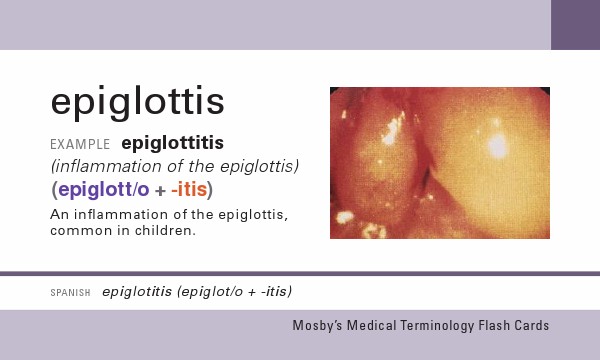 epiglottis
EXAMPLE epiglottitis
(inflammation of the epiglottis)
(epiglott/o + -itis)
An inflammation of the epiglottis,
common in children.
SPANISH epiglotitis (epiglot/o + -itis)
Mosby's Medical Terminology Flash Cards